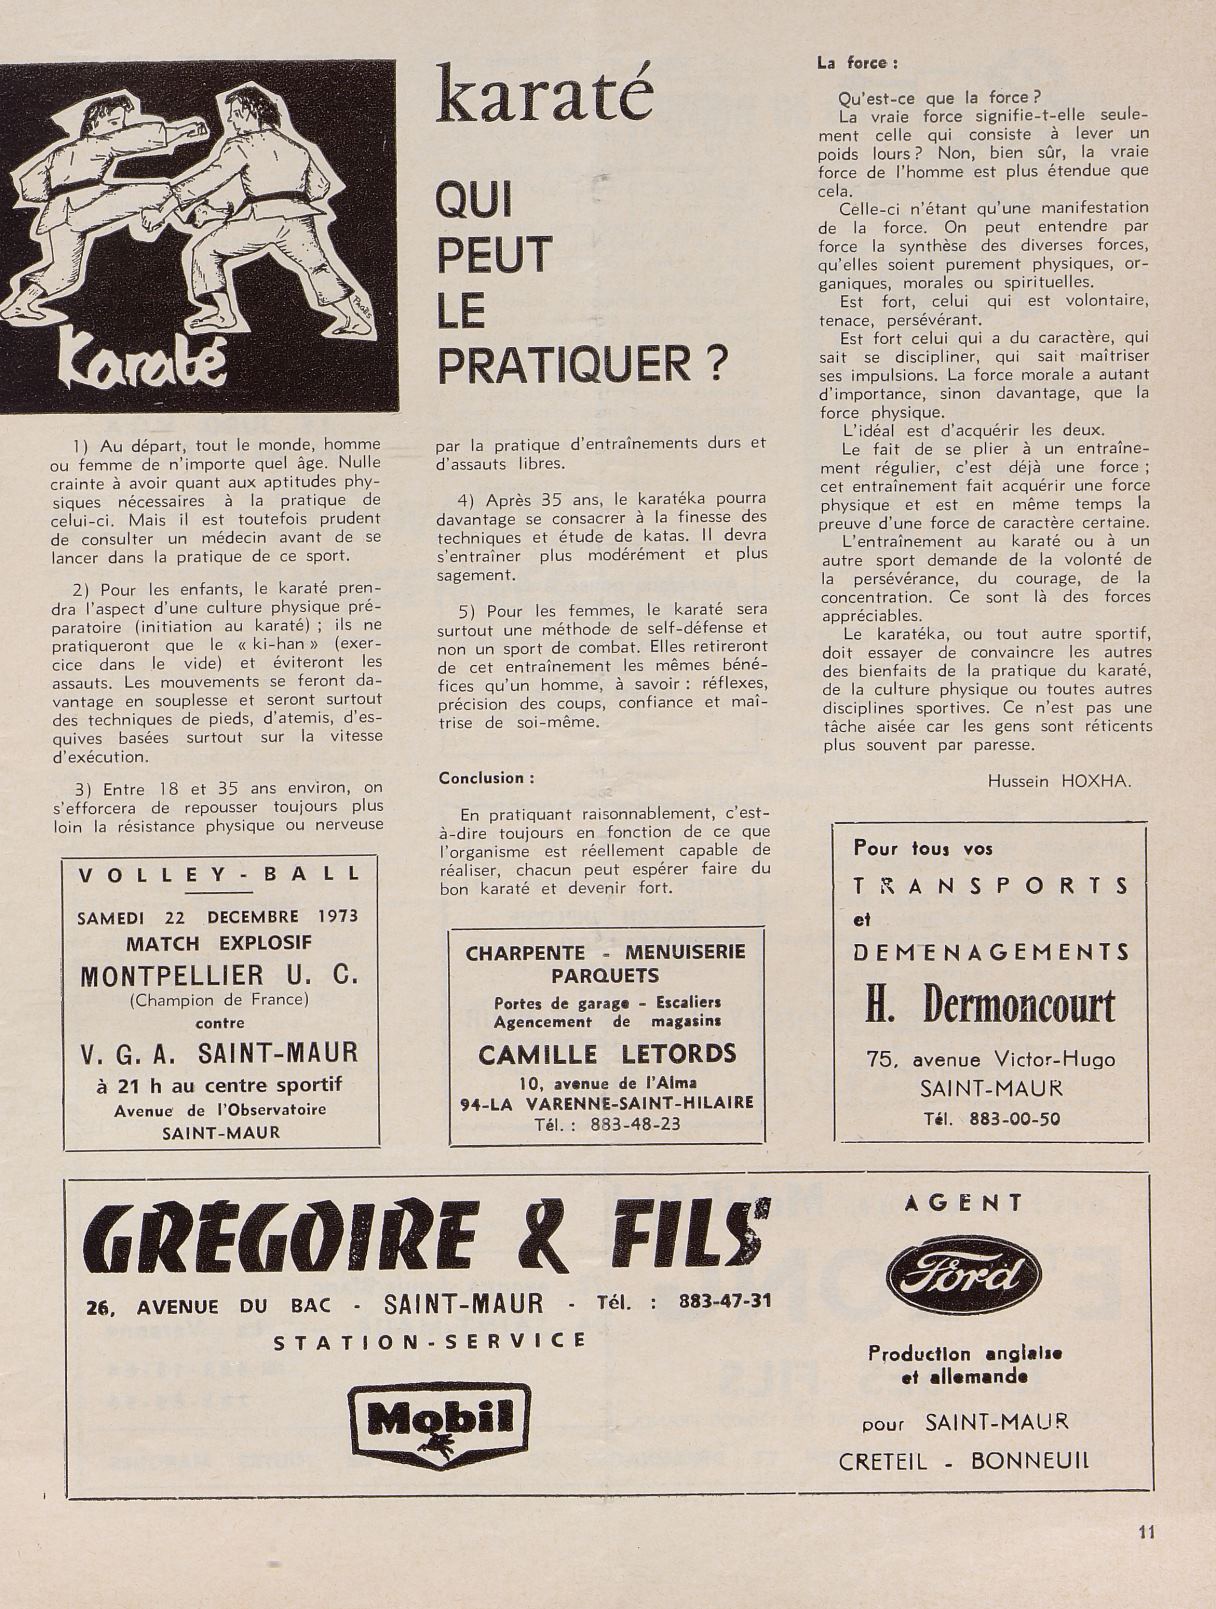 Karaté
karaté
QUI
PEUT
LE
PRATIQUER ?
1) Au départ, tout le monde, homme
ou femme de n'importe quel âge. Nulle
crainte à avoir quant aux aptitudes phy-
siques nécessaires à la pratique de
celui-ci. Mais il est toutefois prudent
de consulter un médecin avant de se
lancer dans la pratique de ce sport.
2) Pour les enfants, le karaté pren-
dra l'aspect d'une culture physique pré-
paratoire (initiation au karaté) ; ils ne
pratiqueront que le « ki-han » (exer-
cice dans le vide) et éviteront les
assauts. Les mouvements se feront da-
vantage en souplesse et seront surtout
des techniques de pieds, d'atemis, d'es-
quives basées surtout sur la vitesse
d'exécution.
3) Entre 18 et 35 ans environ, on
s'efforcera de repousser toujours plus
loin la résistance physique ou nerveuse
par la pratique d'entraînements durs et
d'assauts libres.
4) Après 35 ans, le karatéka pourra
davantage se consacrer à la finesse des
techniques et étude de katas. Il devra
s'entraîner plus modérément et plus
sagement.
5) Pour les femmes, le karaté sera
surtout une méthode de self-défense et
non un sport de combat. Elles retireront
de cet entraînement les mêmes béné-
fices qu'un homme, à savoir : réflexes,
précision des coups, confiance et maî-
trise de soi-même.
Conclusion :
En pratiquant raisonnablement, c'est-
à-dire toujours en fonction de ce que
l'organisme est réellement capable de
réaliser, chacun peut espérer faire du
bon karaté et devenir fort.
La force :
Qu'est-ce que la force ?
La vraie force signifie-t-elle seule-
ment celle qui consiste à lever un
poids lours ? Non, bien sûr, la vraie
force de l'homme est plus étendue que
cela.
Celle-ci n'étant qu'une manifestation
de la force. On peut entendre par
force la synthèse des diverses forces,
qu'elles soient purement physiques, or-
ganiques, morales ou spirituelles.
Est fort, celui qui est volontaire,
tenace, persévérant.
Est fort celui qui a du caractère, qui
sait se discipliner, qui sait maîtriser
ses impulsions. La force morale a autant
d'importance, sinon davantage, que la
force physique.
L'idéal est d'acquérir les deux.
Le fait de se plier à un entraîne-
ment régulier, c'est déjà une force ;
cet entraînement fait acquérir une force
physique et est en même temps la
preuve d'une force de caractère certaine.
L'entraînement au karaté ou à un
autre sport demande de la volonté de
la persévérance, du courage, de la
concentration. Ce sont là des forces
appréciables.
Le karatéka, ou tout autre sportif,
doit essayer de convaincre les autres
des bienfaits de la pratique du karaté,
de la culture physique ou toutes autres
disciplines sportives. Ce n'est pas une
tâche aisée car les gens sont réticents
plus souvent par paresse.
Hussein HOXHA.
VOLLEY-BALL
SAMEDI 22 DECEMBRE 1973
MATCH EXPLOSIF
MONTPELLIER U. C.
(Champion de France)
contre
V. G. A. SAINT-MAUR
à 21 h au centre sportif
Avenue de l'Observatoire
SAINT-MAUR
CHARPENTE - MENUISERIE
PARQUETS
Portes de garage - Escaliers
Agencement de magasins
CAMILLE LETORDS
10, avenue de l'Alma
94-LA VARENNE-SAINT-HILAIRE
Tél. : 883-48-23
Pour tous vos
TRANSPORTS
et
DEMENAGEMENTS
H. Dermoncourt
75, avenue Victor-Hugo
SAINT-MAUR
Tél. 883-00-50
GRÉGOIRE & FILS
26, AVENUE DU BAC - SAINT-MAUR - Tél. : 883-47-31
STATION-SERVICE
Mobil
AGENT
Ford
Production anglaise
et allemande
pour SAINT-MAUR
CRETEIL - BONNEUIL
11